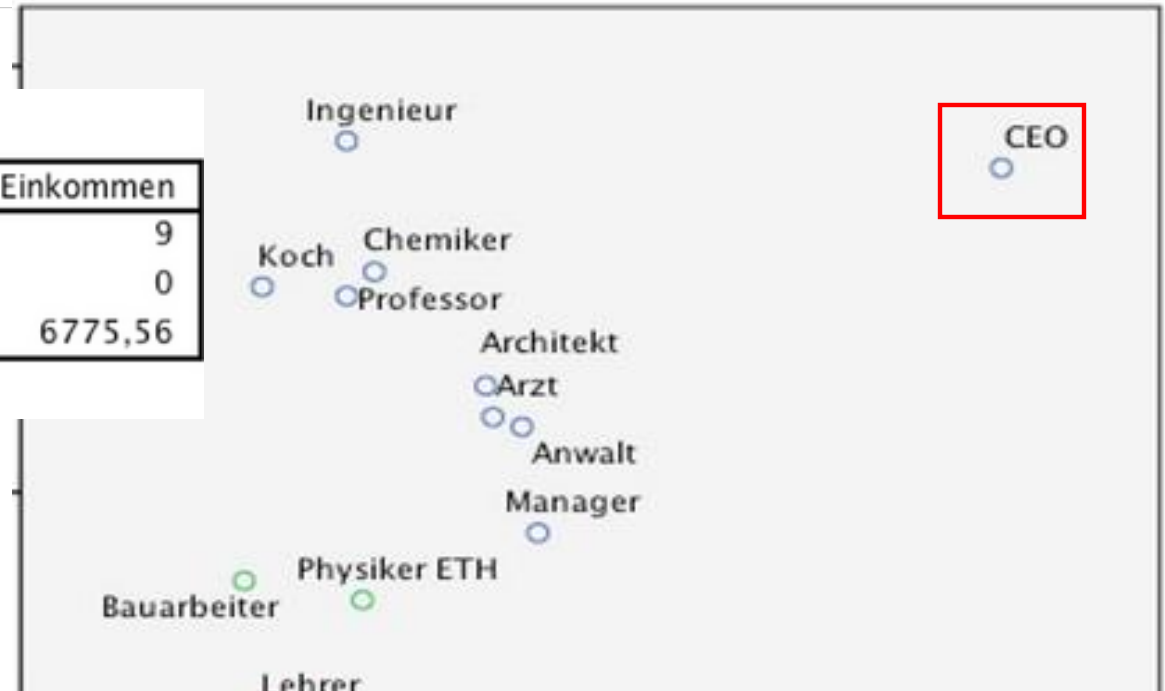 Ingenieur
CEO
Einkommen
9
0
6775,56
Koch
Chemiker
Professor
Architekt
Arzt
Anwalt
Manager
Physiker ETH
Bauarbeiter
Lehrer